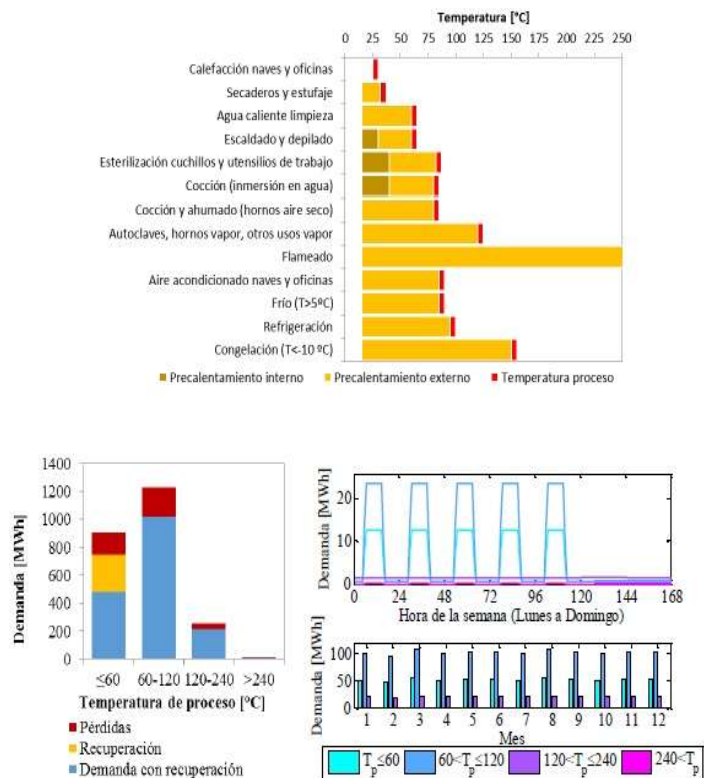 Temperatura [°C]
0 25 50 75 100 125 150 175 200 225 250
Calefacción naves y oficinas
Secaderos y estufaje
Agua caliente limpieza
Escaldado y depilado
Esterilización cuchillos y utensilios de trabajo
Cocción (inmersión en agua)
Cocción y ahumado (hornos aire seco)
Autoclaves, hornos vapor, otros usos vapor
Flameado
Aire acondicionado naves y oficinas
Frío (T>5ºC)
Refrigeración
Congelación (T<-10 ºC)
Precalentamiento interno Precalentamiento externo Temperatura proceso
Demanda [MWh]
1400
1200
1000
800
600
400
200
0
≤60 60-120 120-240 >240
Temperatura de proceso [ºC]
Pérdidas
Recuperación
Demanda con recuperación
Demanda [MWh]
20
10
0
0 24 48 72 96 120 144 168
Hora de la semana (Lunes a Domingo)
Demanda [MWh]
100
50
0
1 2 3 4 5 6 7 8 9 10 11 12
Mes
Tp≤60 60<Tp≤120 120<Tp≤240 240<Tp